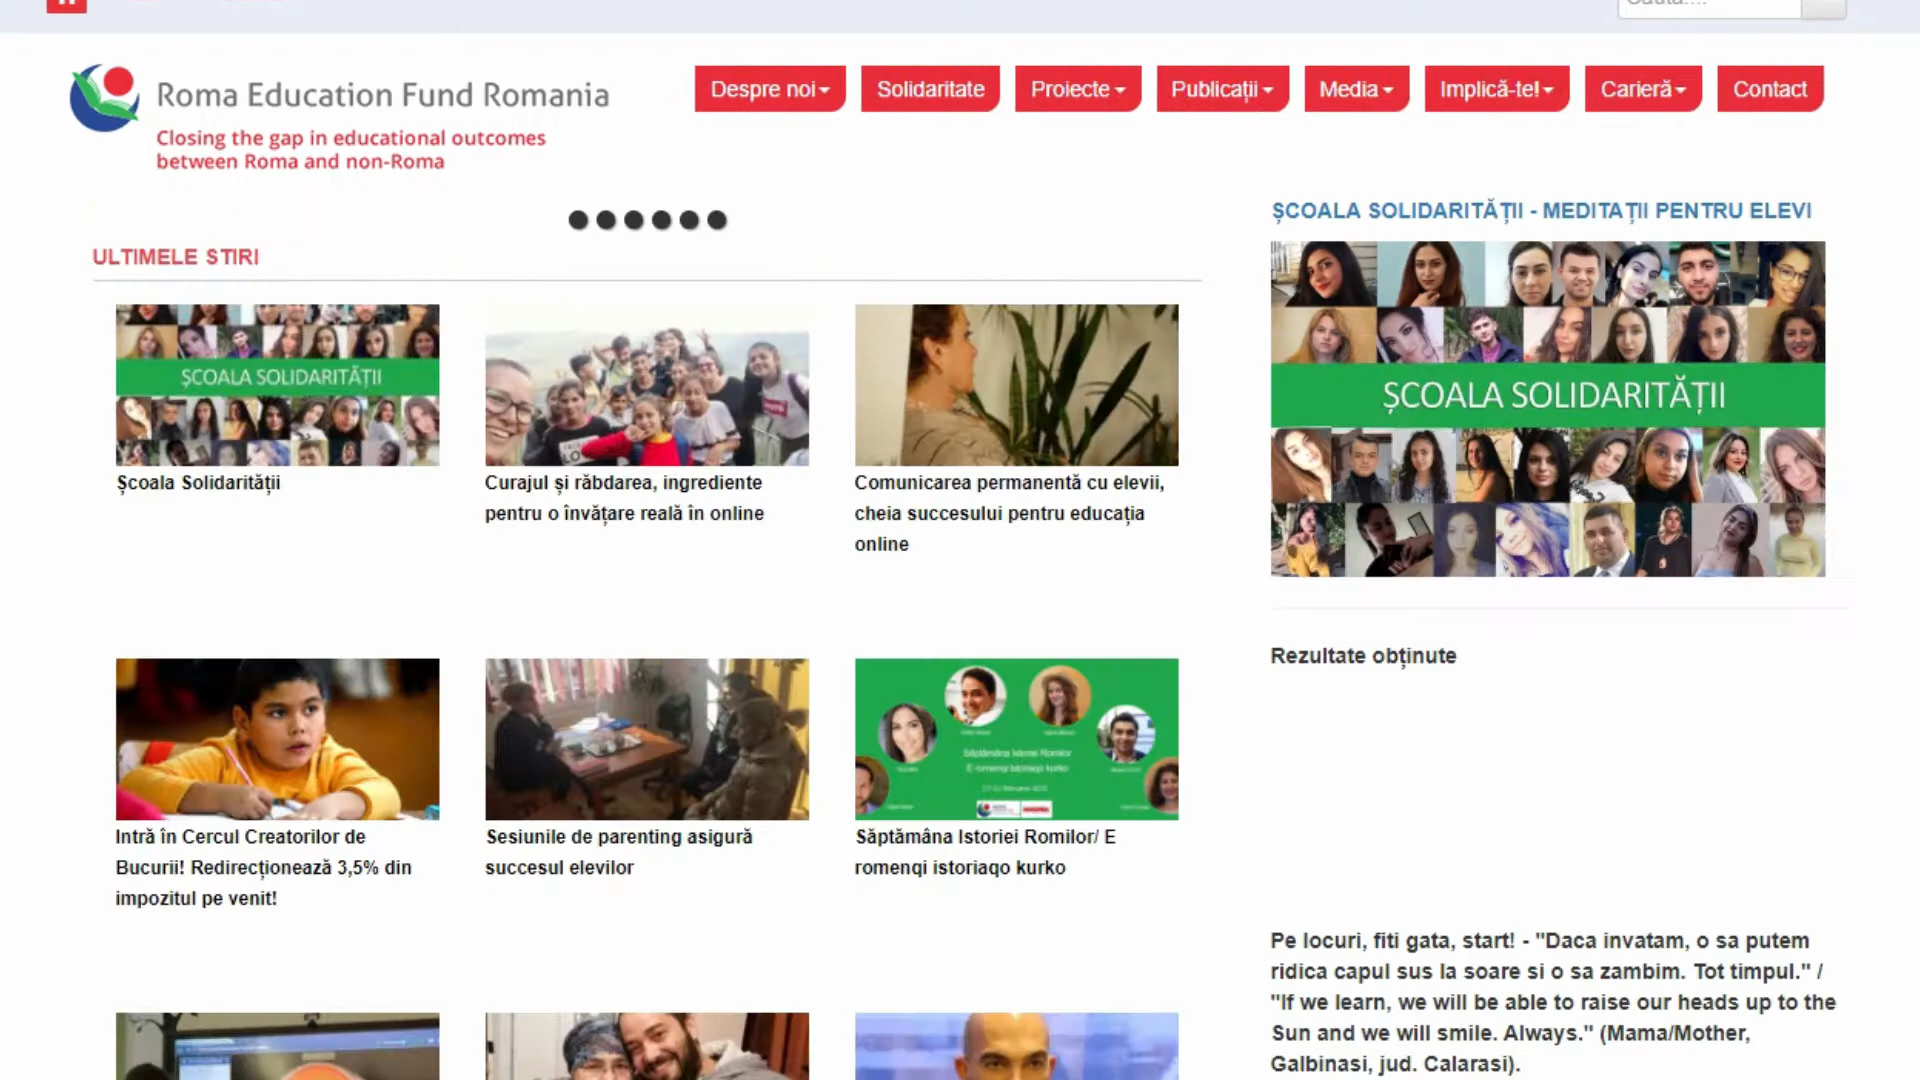 Roma Education Fund Romania
Closing the gap in educational outcomes
between Roma and non-Roma
Despre noi
Solidaritate
Proiecte
Publicații
Media
Implică-te!
Carieră
Contact
ULTIMELE STIRI
ȘCOALA SOLIDARITĂȚII
Școala Solidarității
Curajul și răbdarea, ingrediente
pentru o învățare reală în online
Comunicarea permanentă cu elevii,
cheia succesului pentru educația
online
Intră în Cercul Creatorilor de
Bucurii! Redirecționează 3,5% din
impozitul pe venit!
Sesiunile de parenting asigură
succesul elevilor
Săptămâna Istoriei Romilor
E romenqi istoriaqo kurko
Săptămâna Istoriei Romilor/ E
romenqi istoriaqo kurko
ȘCOALA SOLIDARITĂȚII - MEDITAȚII PENTRU ELEVI
ȘCOALA SOLIDARITĂȚII
Rezultate obținute
Pe locuri, fiti gata, start! - "Daca invatam, o sa putem
ridica capul sus la soare si o sa zambim. Tot timpul." /
"If we learn, we will be able to raise our heads up to the
Sun and we will smile. Always." (Mama/Mother,
Galbinasi, jud. Calarasi).